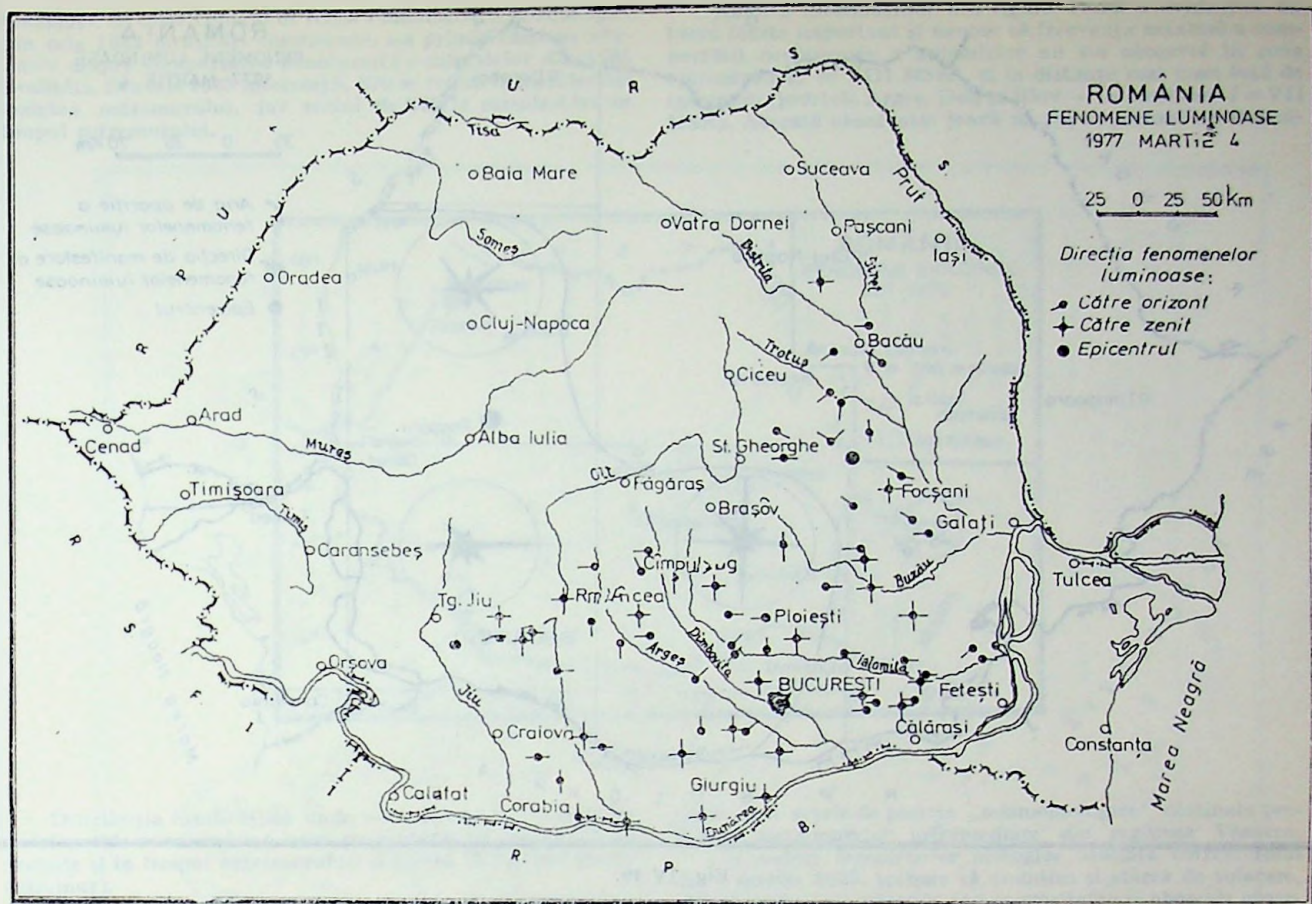 ROMÂNIA
FENOMENE LUMINOASE
1977 MARTIE 4
25 0 25 50 km
Direcția fenomenelor
luminoase:
Către orizont
Către zenit
Epicentrul
U. R. S. S.
Tisa
Baia Mare
Suceava
Prut
Vatra Dornei
Pașcani
Iași
Someș
Bistrița
Siret
R. P. U.
Oradea
Cluj-Napoca
Bacău
Trotuș
Ciceu
Arad
Cenad
Mureș
Alba Iulia
St. Gheorghe
Olt
Făgăraș
Focșani
Timișoara
Timiș
Brașov
Galați
Caransebeș
Cîmpulung
Buzău
Tulcea
Tg. Jiu
Rm. Vîlcea
Ploiești
Argeș
Dîmbovița
Ialomița
Orșova
BUCUREȘTI
Fetești
Jiu
Craiova
Călărași
Constanța
Marea Neagră
Calafat
Corabia
Giurgiu
Dunărea
R. S. F. I.
R. P. B.